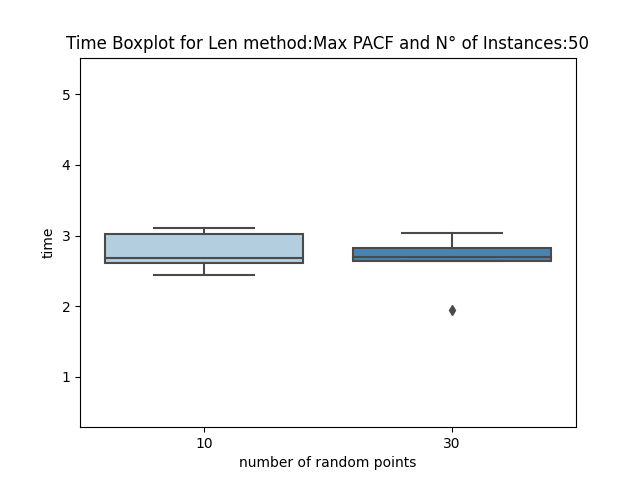 Time Boxplot for Len method:Max PACF and N° of Instances:50
5
4
3
2
1
time
10 30
number of random points